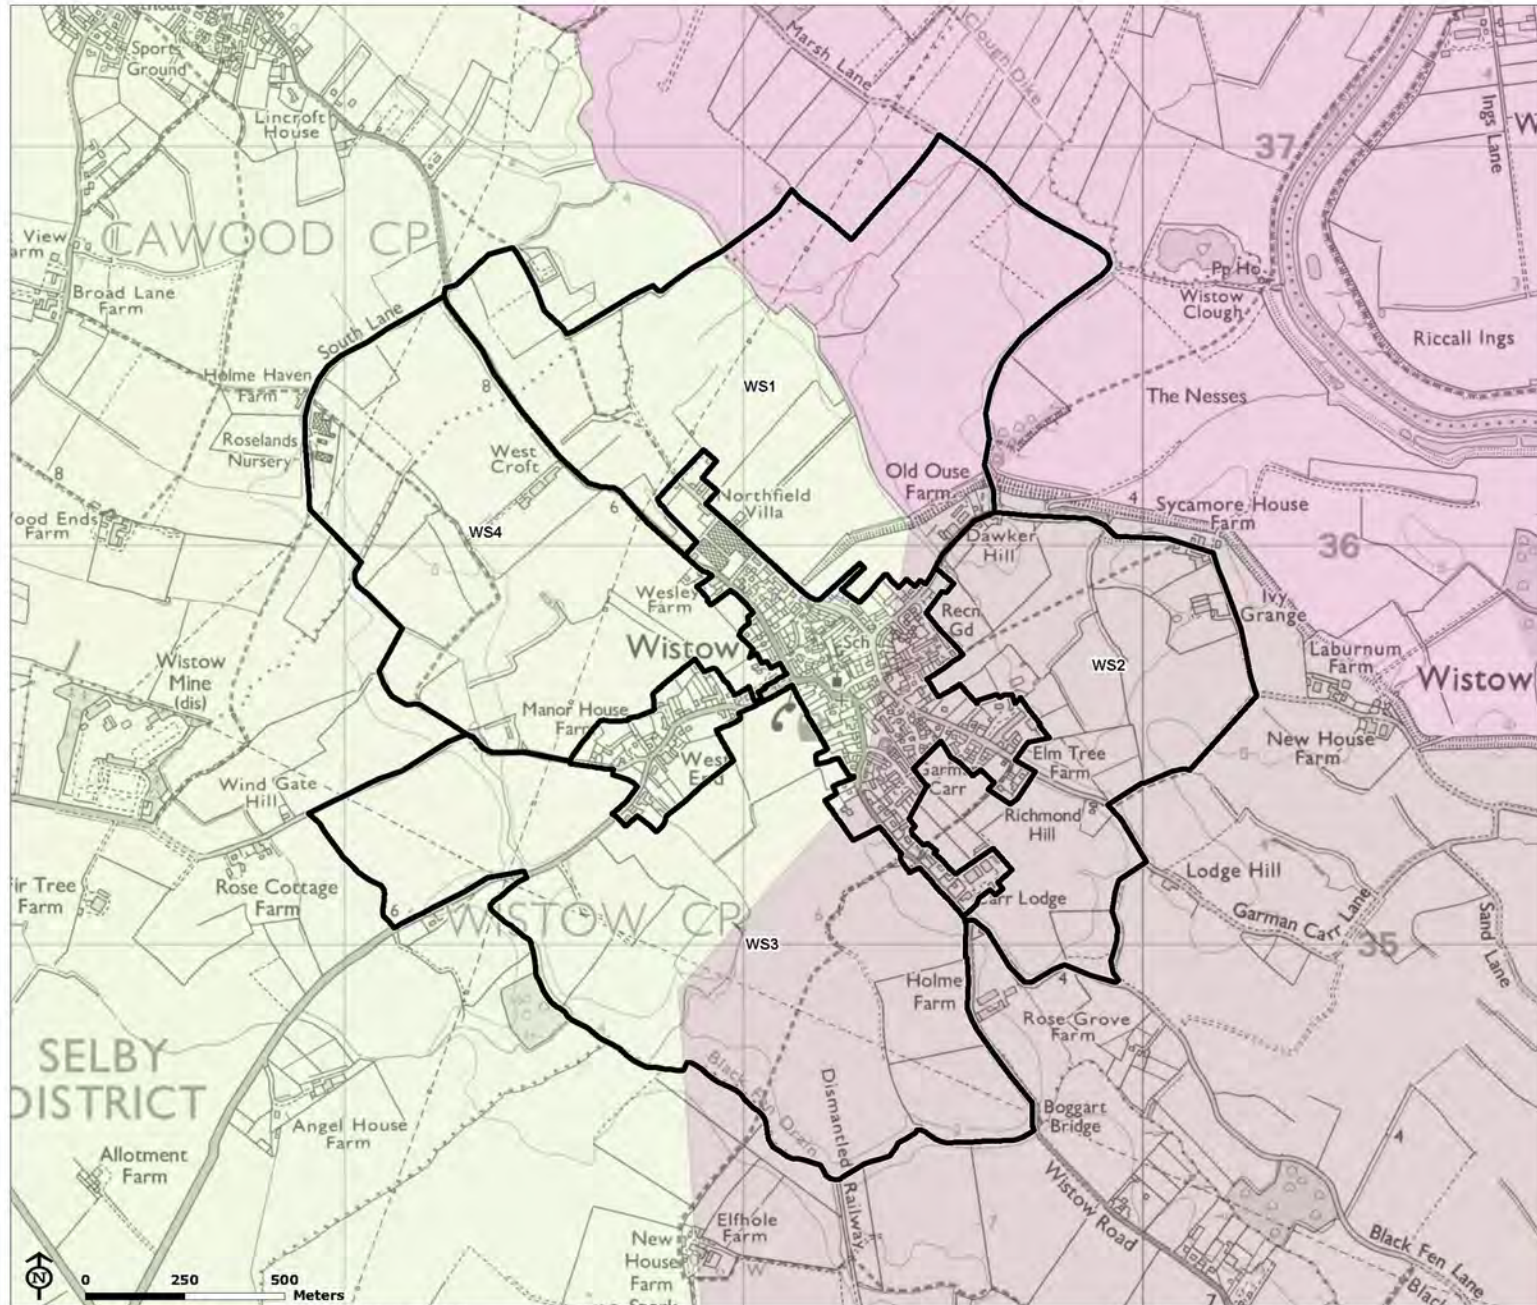 Sports
Ground
Lincroft
House
Marsh Lane
Clough Dike
Ings Lane
37
CAWOOD CP
View
Broad Lane
Farm
South Lane
6
Pp Ho
Wistow
Clough
Riccall Ings
Holme Haven
Farm
8
WS1
The Nesses
Roselands
Nursery
West
Croft
8
6
Old Ouse
Farm
4
Sycamore House
Farm
Northfield
Villa
WS4
ood Ends
Farm
Dawker
Hill
36
Wesley
Farm
Recn
Gd
Ivy
Grange
Wistow
Sch
WS2
Laburnum
Farm
Wistow
Wistow
Mine
(dis)
Manor House
Farm
West
End
Elm Tree
Farm
New House
Farm
Wind Gate
Hill
Garman
Carr
Richmond
Hill
Rose Cottage
Farm
ir Tree
Farm
6
WISTOW CP
Carr Lodge
Lodge Hill
Garman Carr Lane
Sand Lane
35
WS3
6
Holme
Farm
4
Rose Grove
Farm
SELBY
DISTRICT
Black Fen Drain
Dismantled Railway
Angel House
Farm
Boggart
Bridge
Allotment
Farm
Wistow Road
Elfhole
Farm
New
House
Farm
Black Fen Lane
N
0 250 500
Meters